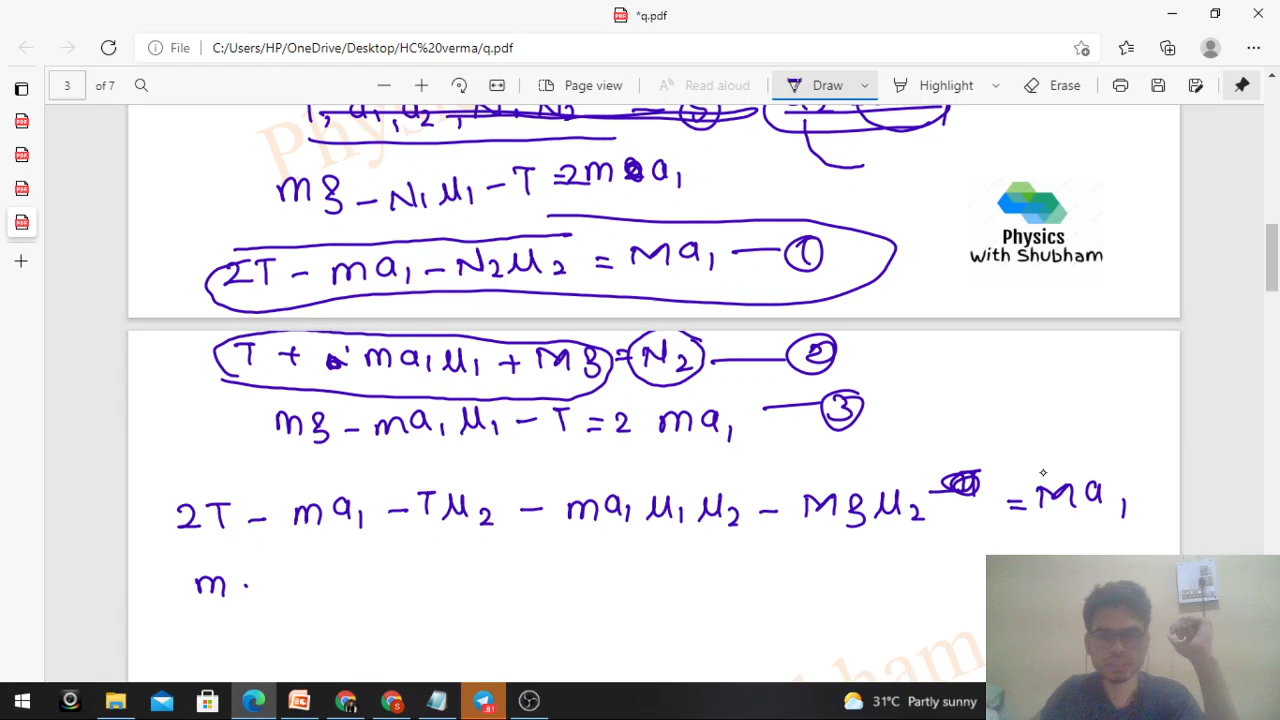 *q.pdf
File C:/Users/HP/OneDrive/Desktop/HC%20verma/q.pdf
3 of 7 Page view Read aloud Draw Highlight Erase
mg - N₁μ₁ - T = 2m a₁
2T - ma₁ - N₂μ₂ = Ma₁ — ①
Physics
with Shubham
T + ma₁μ₁ + Mg = N₂ — ②
mg - ma₁μ₁ - T = 2 ma₁ — ③
2T - ma₁ - Tμ₂ - ma₁μ₁μ₂ - Mgμ₂ = Ma₁
m
31°C Partly sunny